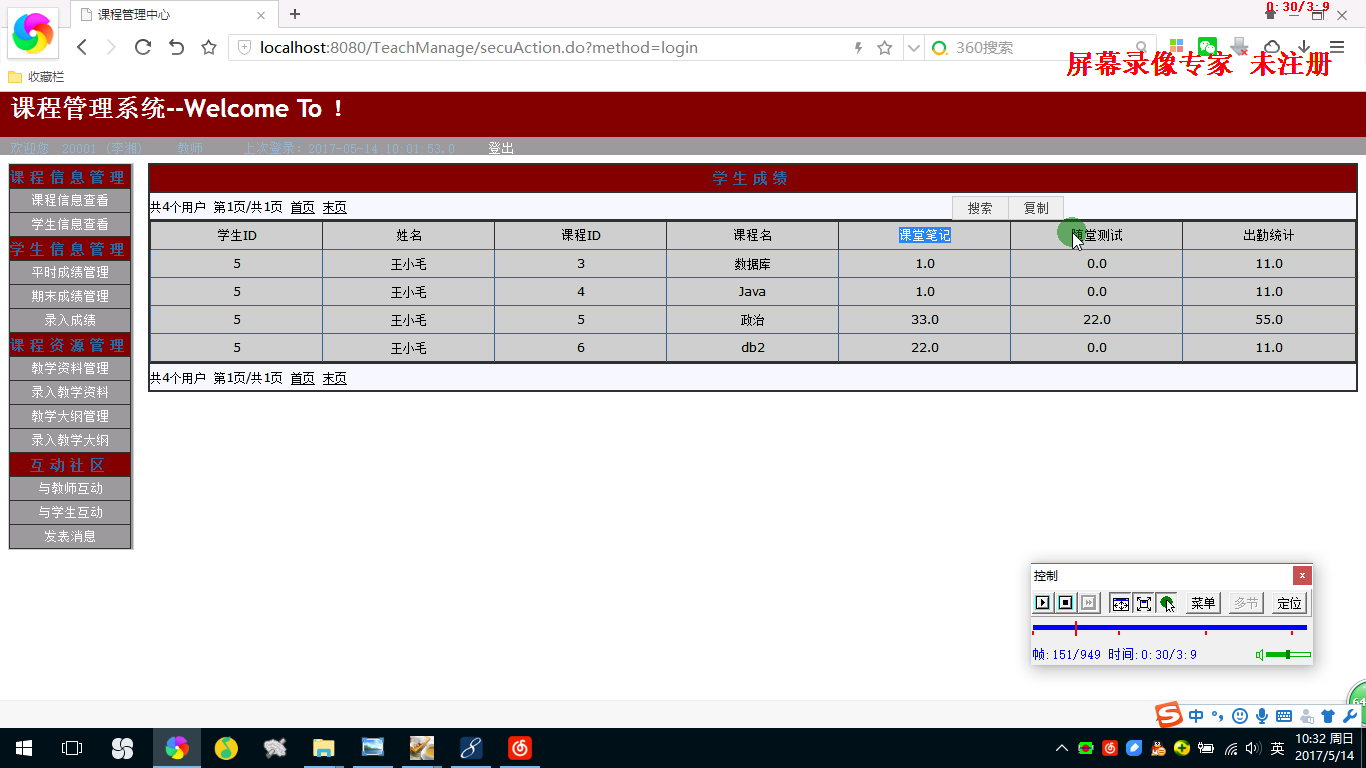 课程管理中心
0:30/3:9
localhost:8080/TeachManage/secuAction.do?method=login
360搜索
屏幕录像专家 未注册
收藏栏
课程管理系统--Welcome To ！
欢迎您 20001 (李湘) 教师 上次登录：2017-05-14 10:01:53.0 登出
课程信息管理
课程信息查看
学生信息查看
学生信息管理
平时成绩管理
期末成绩管理
录入成绩
课程资源管理
教学资料管理
录入教学资料
教学大纲管理
录入教学大纲
互动社区
与教师互动
与学生互动
发表消息
学生成绩
共4个用户 第1页/共1页 首页 末页
搜索 复制
学生ID 姓名 课程ID 课程名 课堂笔记 随堂测试 出勤统计
5 王小毛 3 数据库 1.0 0.0 11.0
5 王小毛 4 Java 1.0 0.0 11.0
5 王小毛 5 政治 33.0 22.0 55.0
5 王小毛 6 db2 22.0 0.0 11.0
共4个用户 第1页/共1页 首页 末页
控制
菜单 多节 定位
帧:151/949 时间:0:30/3:9
64
中
英
10:32 周日
2017/5/14